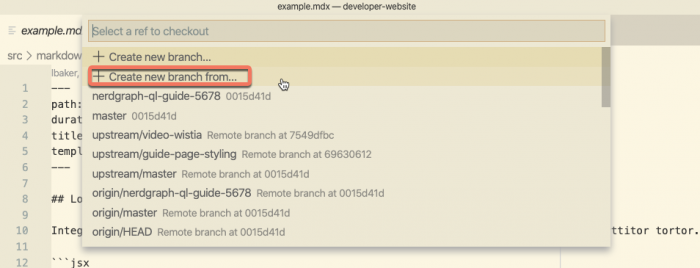 example.mdx — developer-website
example.md
Select a ref to checkout
src > markdow
+ Create new branch...
lbaker,
+ Create new branch from...
1 ---
nerdgraph-ql-guide-5678 0015d41d
2 path:
master 0015d41d
3 durat
upstream/video-wistia Remote branch at 7549dfbc
4 title
upstream/guide-page-styling Remote branch at 69630612
5 templ
upstream/master Remote branch at 0015d41d
6 ---
7
origin/nerdgraph-ql-guide-5678 Remote branch at 0015d41d
8 ## Lo
origin/master Remote branch at 0015d41d
9
origin/HEAD Remote branch at 0015d41d
10 Integ
ttitor tortor.
11
12 ```jsx